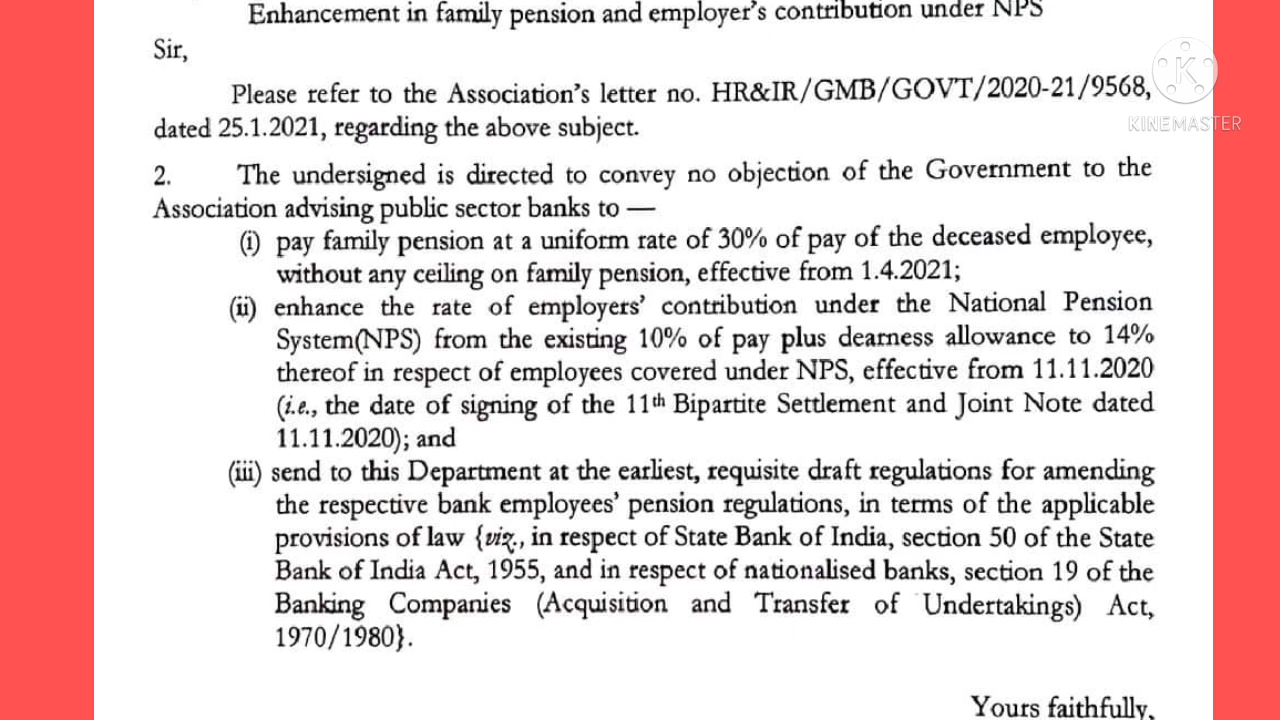 Enhancement in family pension and employer's contribution under NPS
Sir,
Please refer to the Association's letter no. HR&IR/GMB/GOVT/2020-21/9568,
dated 25.1.2021, regarding the above subject.
2. The undersigned is directed to convey no objection of the Government to the
Association advising public sector banks to —
(i) pay family pension at a uniform rate of 30% of pay of the deceased employee,
without any ceiling on family pension, effective from 1.4.2021;
(ii) enhance the rate of employers' contribution under the National Pension
System(NPS) from the existing 10% of pay plus dearness allowance to 14%
thereof in respect of employees covered under NPS, effective from 11.11.2020
(i.e., the date of signing of the 11th Bipartite Settlement and Joint Note dated
11.11.2020); and
(iii) send to this Department at the earliest, requisite draft regulations for amending
the respective bank employees' pension regulations, in terms of the applicable
provisions of law {viz., in respect of State Bank of India, section 50 of the State
Bank of India Act, 1955, and in respect of nationalised banks, section 19 of the
Banking Companies (Acquisition and Transfer of Undertakings) Act,
1970/1980}.
Yours faithfully,
K
KINEMASTER